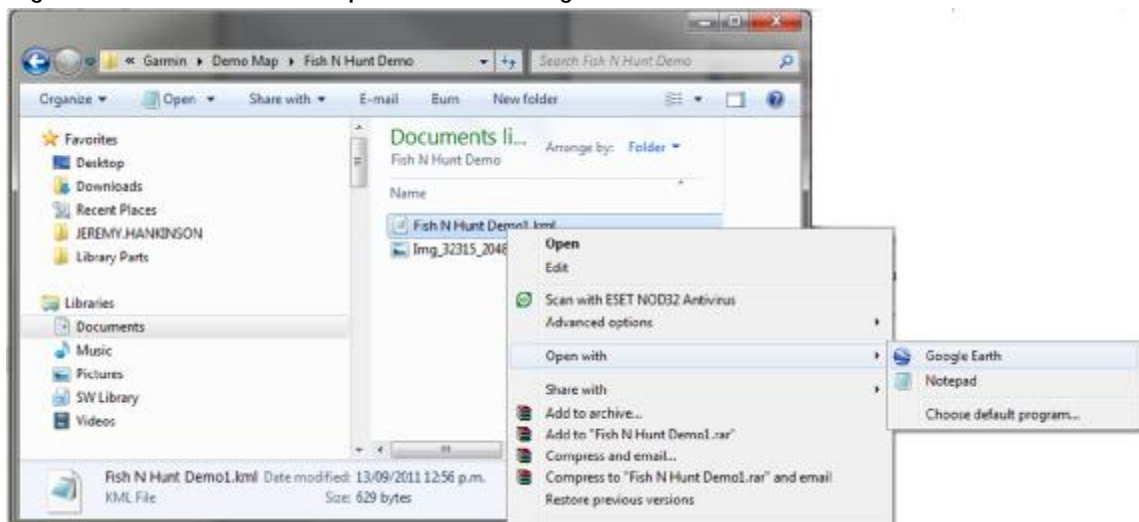 « Garmin ▸ Demo Map ▸ Fish N Hunt Demo
Search Fish N Hunt Demo
Organize
Open
Share with
E-mail
Burn
New folder
Favorites
Desktop
Downloads
Recent Places
JEREMY.HANKINSON
Library Parts
Libraries
Documents
Music
Pictures
SW Library
Videos
Documents li...
Fish N Hunt Demo
Arrange by: Folder
Name
Fish N Hunt Demo1.kml
Img_32315_2048
Open
Edit
Scan with ESET NOD32 Antivirus
Advanced options
Open with
Share with
Add to archive...
Add to "Fish N Hunt Demo1.rar"
Compress and email...
Compress to "Fish N Hunt Demo1.rar" and email
Restore previous versions
Google Earth
Notepad
Choose default program...
Fish N Hunt Demo1.kml Date modified: 13/09/2011 12:56 p.m.
KML File Size: 629 bytes